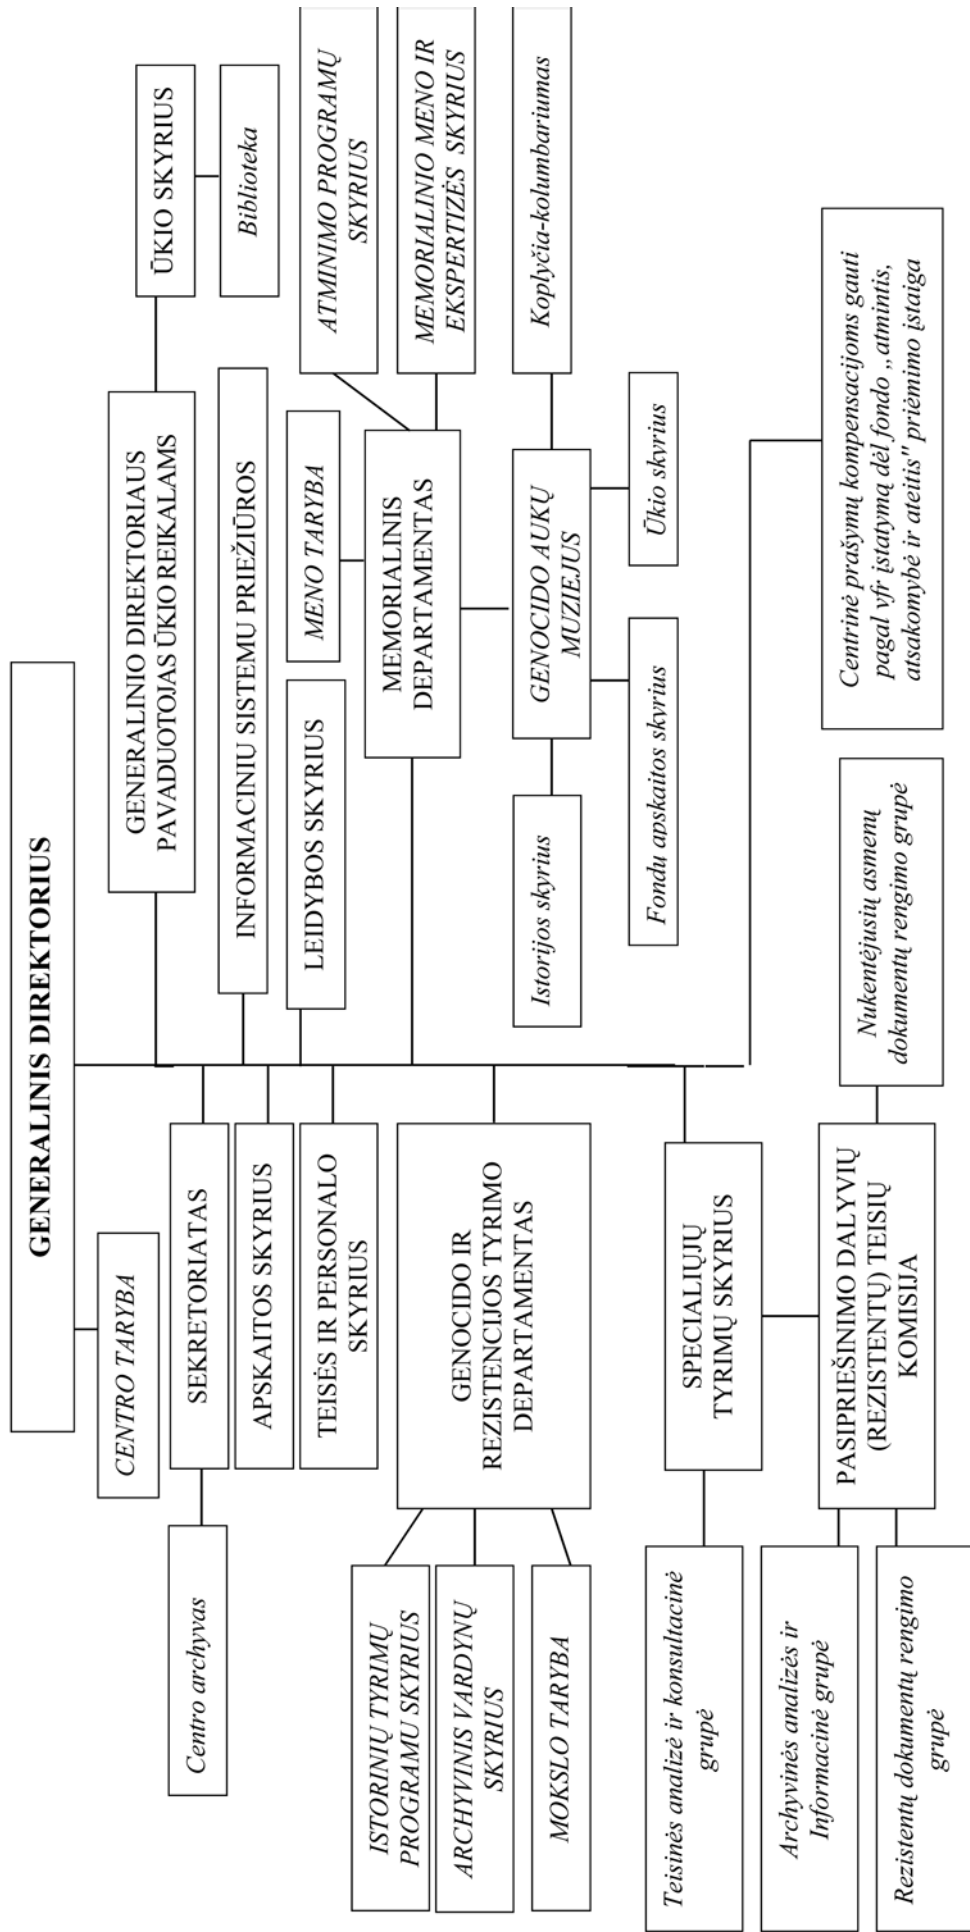 GENERALINIS DIREKTORIUS
CENTRO TARYBA
GENERALINIO DIREKTORIAUS
PAVADUOTOJAS ŪKIO REIKALAMS
ŪKIO SKYRIUS
Biblioteka
Centro archyvas
SEKRETORIATAS
APSKAITOS SKYRIUS
TEISĖS IR PERSONALO
SKYRIUS
INFORMACINIŲ SISTEMŲ PRIEŽIŪROS
LEIDYBOS SKYRIUS
MENO TARYBA
ATMINIMO PROGRAMŲ
SKYRIUS
MEMORIALINIS
DEPARTAMENTAS
MEMORIALINIO MENO IR
EKSPERTIZĖS SKYRIUS
ISTORINIŲ TYRIMŲ
PROGRAMU SKYRIUS
ARCHYVINIS VARDYNŲ
SKYRIUS
MOKSLO TARYBA
GENOCIDO IR
REZISTENCIJOS TYRIMO
DEPARTAMENTAS
Istorijos skyrius
GENOCIDO AUKŲ
MUZIEJUS
Koplyčia-kolumbariumas
Fondų apskaitos skyrius
Ūkio skyrius
Teisinės analizė ir konsultacinė
grupė
SPECIALIŲJŲ
TYRIMŲ SKYRIUS
Archyvinės analizės ir
Informacinė grupė
Rezistentų dokumentų rengimo
grupė
PASIPRIEŠINIMO DALYVIŲ
(REZISTENTŲ) TEISIŲ
KOMISIJA
Nukentėjusių asmenų
dokumentų rengimo grupė
Centrinė prašymų kompensacijoms gauti
pagal vfr įstatymą dėl fondo „atmintis,
atsakomybė ir ateitis" priėmimo įstaiga